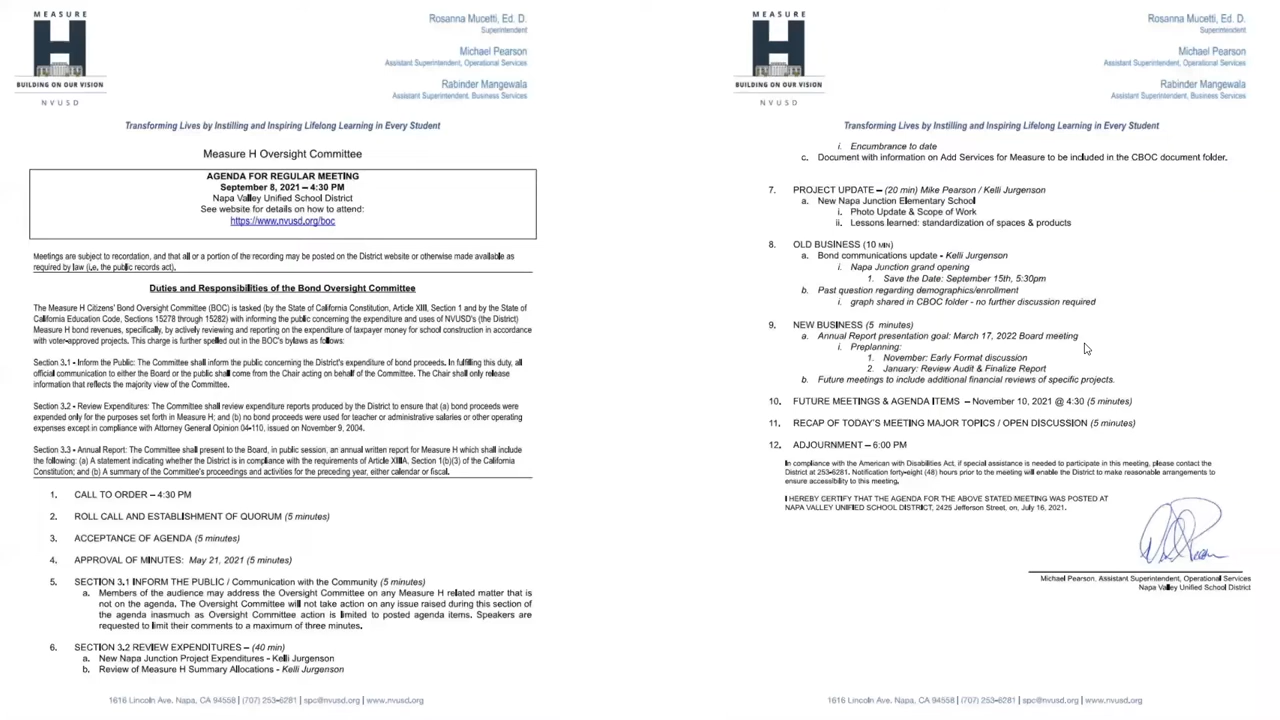 MEASURE
H
BUILDING ON OUR VISION
NVUSD
Rosanna Mucetti, Ed. D.
Superintendent
Michael Pearson
Assistant Superintendent, Operational Services
Rabinder Mangewala
Assistant Superintendent, Business Services
Transforming Lives by Instilling and Inspiring Lifelong Learning in Every Student
Measure H Oversight Committee
AGENDA FOR REGULAR MEETING
September 8, 2021 – 4:30 PM
Napa Valley Unified School District
See website for details on how to attend:
https://www.nvusd.org/boc
Meetings are subject to recordation, and that all or a portion of the recording may be posted on the District website or otherwise made available as
required by law (i.e, the public records act).
Duties and Responsibilities of the Bond Oversight Committee
The Measure H Citizens' Bond Oversight Committee (BOC) is tasked (by the State of California Constitution, Article XIII, Section 1 and by the State of
California Education Code, Sections 15278 through 15282) with informing the public concerning the expenditure and uses of NVUSD's (the District)
Measure H bond revenues, specifically, by actively reviewing and reporting on the expenditure of taxpayer money for school construction in accordance
with voter-approved projects. This charge is further spelled out in the BOC's bylaws as follows:
Section 3.1 - Inform the Public: The Committee shall inform the public concerning the District's expenditure of bond proceeds. In fulfilling this duty, all
official communication to either the Board or the public shall come from the Chair acting on behalf of the Committee. The Chair shall only release
information that reflects the majority view of the Committee.
Section 3.2 - Review Expenditures: The Committee shall review expenditure reports produced by the District to ensure that (a) bond proceeds were
expended only for the purposes set forth in Measure H; and (b) no bond proceeds were used for teacher or administrative salaries or other operating
expenses except in compliance with Attorney General Opinion 04-110, issued on November 9, 2004.
Section 3.3 - Annual Report: The Committee shall present to the Board, in public session, an annual written report for Measure H which shall include
the following: (a) A statement indicating whether the District is in compliance with the requirements of Article XIIIA, Section 1(b)(3) of the California
Constitution; and (b) A summary of the Committee's proceedings and activities for the preceding year, either calendar or fiscal.
1. CALL TO ORDER – 4:30 PM
2. ROLL CALL AND ESTABLISHMENT OF QUORUM (5 minutes)
3. ACCEPTANCE OF AGENDA (5 minutes)
4. APPROVAL OF MINUTES: May 21, 2021 (5 minutes)
5. SECTION 3.1 INFORM THE PUBLIC / Communication with the Community (5 minutes)
a. Members of the audience may address the Oversight Committee on any Measure H related matter that is
not on the agenda. The Oversight Committee will not take action on any issue raised during this section of
the agenda inasmuch as Oversight Committee action is limited to posted agenda items. Speakers are
requested to limit their comments to a maximum of three minutes.
6. SECTION 3.2 REVIEW EXPENDITURES – (40 min)
a. New Napa Junction Project Expenditures - Kelli Jurgenson
b. Review of Measure H Summary Allocations - Kelli Jurgenson
1616 Lincoln Ave. Napa, CA 94558 | (707) 253-6281 | spc@nvusd.org | www.nvusd.org
MEASURE
H
BUILDING ON OUR VISION
NVUSD
Rosanna Mucetti, Ed. D.
Superintendent
Michael Pearson
Assistant Superintendent, Operational Services
Rabinder Mangewala
Assistant Superintendent, Business Services
Transforming Lives by Instilling and Inspiring Lifelong Learning in Every Student
i. Encumbrance to date
c. Document with information on Add Services for Measure to be included in the CBOC document folder.
7. PROJECT UPDATE – (20 min) Mike Pearson / Kelli Jurgenson
a. New Napa Junction Elementary School
i. Photo Update & Scope of Work
ii. Lessons learned: standardization of spaces & products
8. OLD BUSINESS (10 MIN)
a. Bond communications update - Kelli Jurgenson
i. Napa Junction grand opening
1. Save the Date: September 15th, 5:30pm
b. Past question regarding demographics/enrollment
i. graph shared in CBOC folder - no further discussion required
9. NEW BUSINESS (5 minutes)
a. Annual Report presentation goal: March 17, 2022 Board meeting
i. Preplanning:
1. November: Early Format discussion
2. January: Review Audit & Finalize Report
b. Future meetings to include additional financial reviews of specific projects.
10. FUTURE MEETINGS & AGENDA ITEMS – November 10, 2021 @ 4:30 (5 minutes)
11. RECAP OF TODAY'S MEETING MAJOR TOPICS / OPEN DISCUSSION (5 minutes)
12. ADJOURNMENT – 6:00 PM
In compliance with the American with Disabilities Act, if special assistance is needed to participate in this meeting, please contact the
District at 253-6281. Notification forty-eight (48) hours prior to the meeting will enable the District to make reasonable arrangements to
ensure accessibility to this meeting.
I HEREBY CERTIFY THAT THE AGENDA FOR THE ABOVE STATED MEETING WAS POSTED AT
NAPA VALLEY UNIFIED SCHOOL DISTRICT, 2425 Jefferson Street, on, July 16, 2021.
Michael Pearson, Assistant Superintendent, Operational Services
Napa Valley Unified School District
1616 Lincoln Ave. Napa, CA 94558 | (707) 253-6281 | spc@nvusd.org | www.nvusd.org